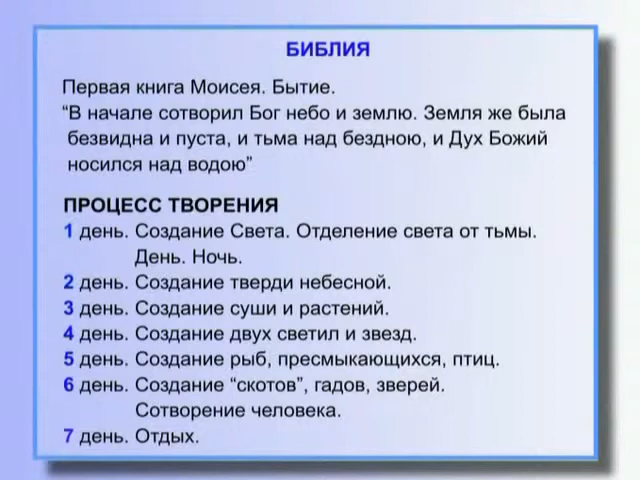 БИБЛИЯ
Первая книга Моисея. Бытие.
“В начале сотворил Бог небо и землю. Земля же была
безвидна и пуста, и тьма над бездною, и Дух Божий
носился над водою”
ПРОЦЕСС ТВОРЕНИЯ
1 день. Создание Света. Отделение света от тьмы.
День. Ночь.
2 день. Создание тверди небесной.
3 день. Создание суши и растений.
4 день. Создание двух светил и звезд.
5 день. Создание рыб, пресмыкающихся, птиц.
6 день. Создание “скотов”, гадов, зверей.
Сотворение человека.
7 день. Отдых.